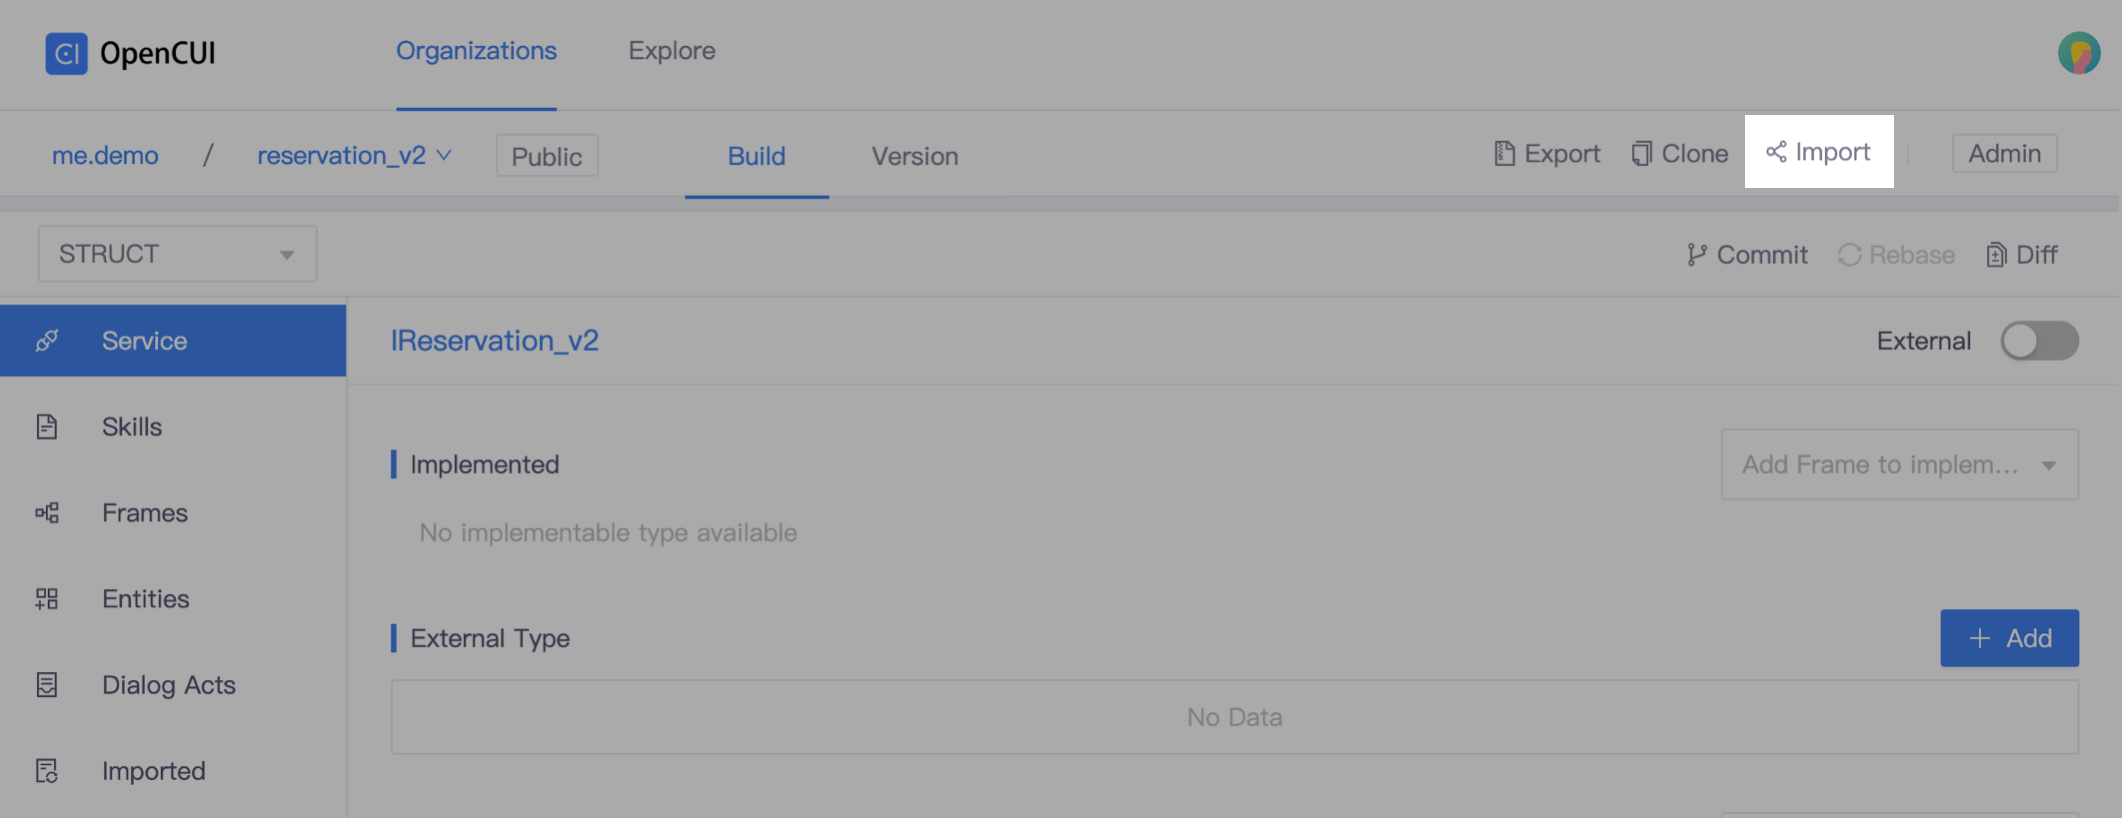 CI OpenCUI
Organizations
Explore
me.demo / reservation_v2
Public
Build
Version
Export
Clone
Import
Admin
STRUCT
Commit
Rebase
Diff
Service
Skills
Frames
Entities
Dialog Acts
Imported
IReservation_v2
External
Implemented
Add Frame to implem...
No implementable type available
External Type
+ Add
No Data